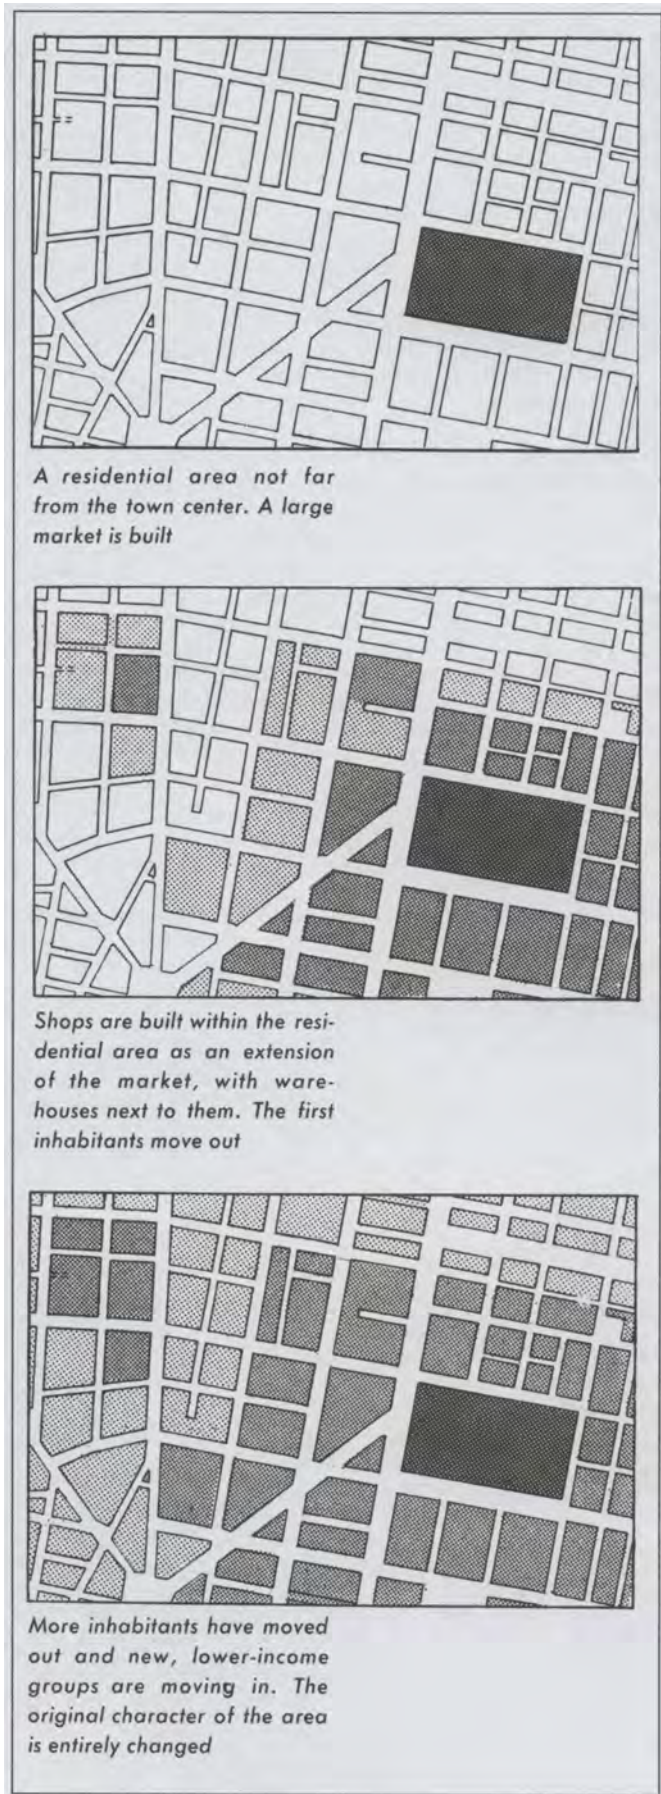 A residential area not far
from the town center. A large
market is built
Shops are built within the resi-
dential area as an extension
of the market, with ware-
houses next to them. The first
inhabitants move out
More inhabitants have moved
out and new, lower-income
groups are moving in. The
original character of the area
is entirely changed